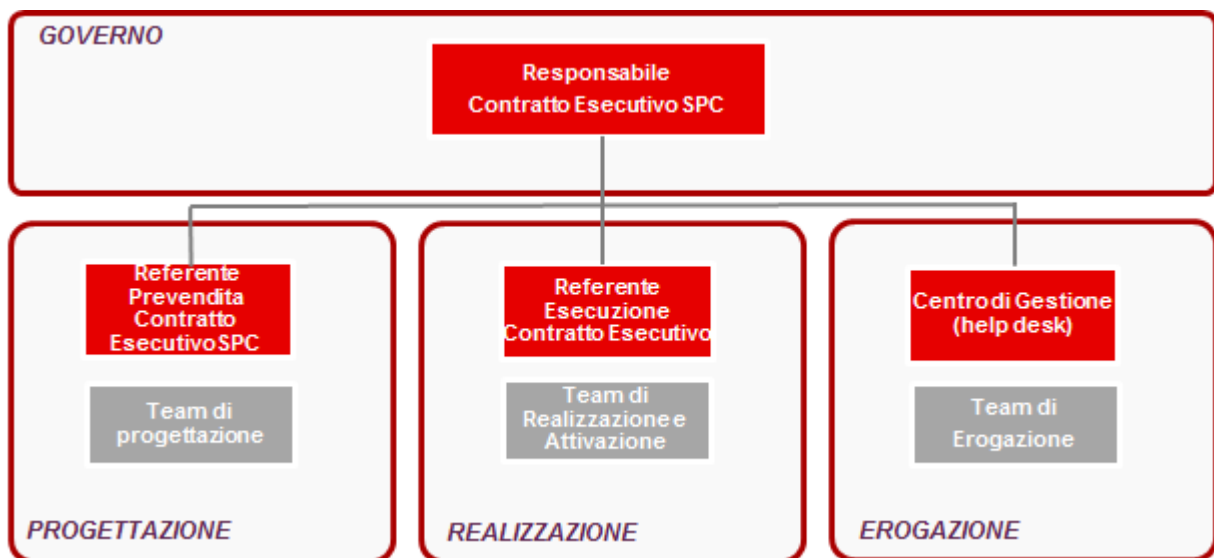 GOVERNO
Responsabile
Contratto Esecutivo SPC
Referente
Prevendita
Contratto
Esecutivo SPC
Team di
progettazione
PROGETTAZIONE
Referente
Esecuzione
Contratto Esecutivo
Team di
Realizzazione e
Attivazione
REALIZZAZIONE
Centro di Gestione
(help desk)
Team di
Erogazione
EROGAZIONE